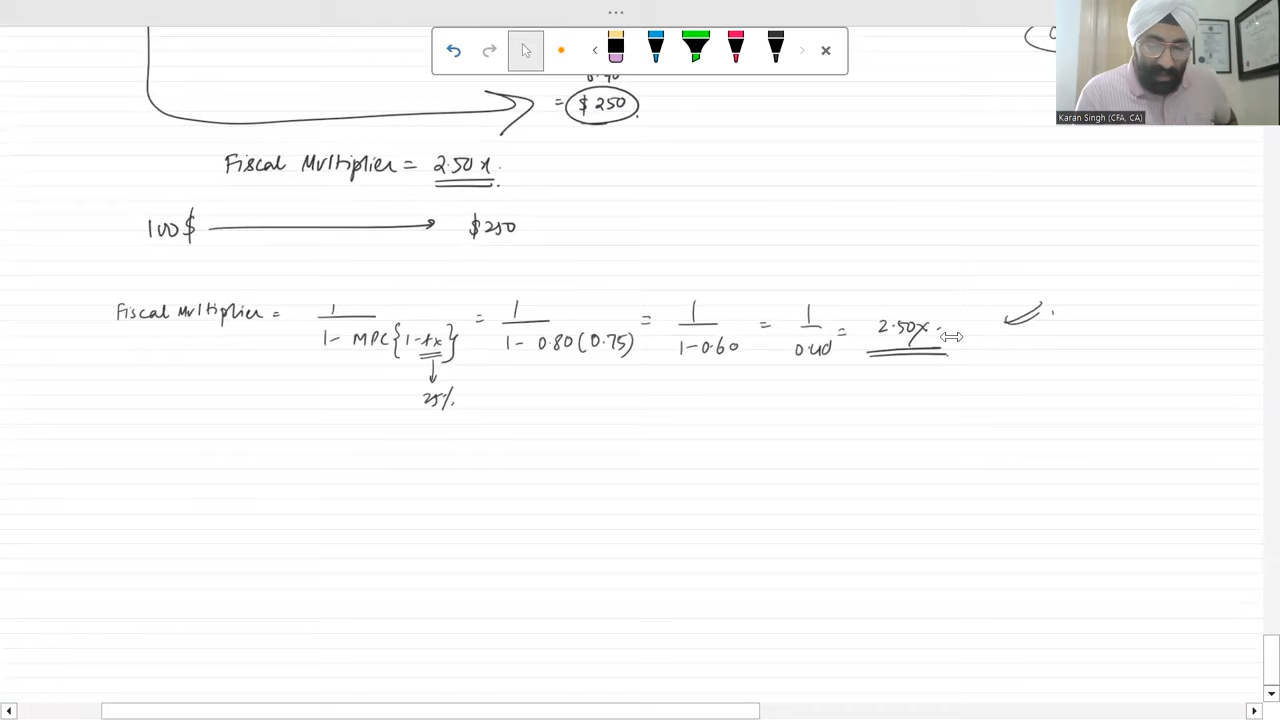 = $250.
Karan Singh (CFA, CA)
Fiscal Multiplier = 2.50 x.
100$ → $250
Fiscal Multiplier = 1 / 1 - MPC{1-tx} = 1 / 1 - 0.80(0.75) = 1 / 1-0.60 = 1 / 0.40 = 2.50x.
25%